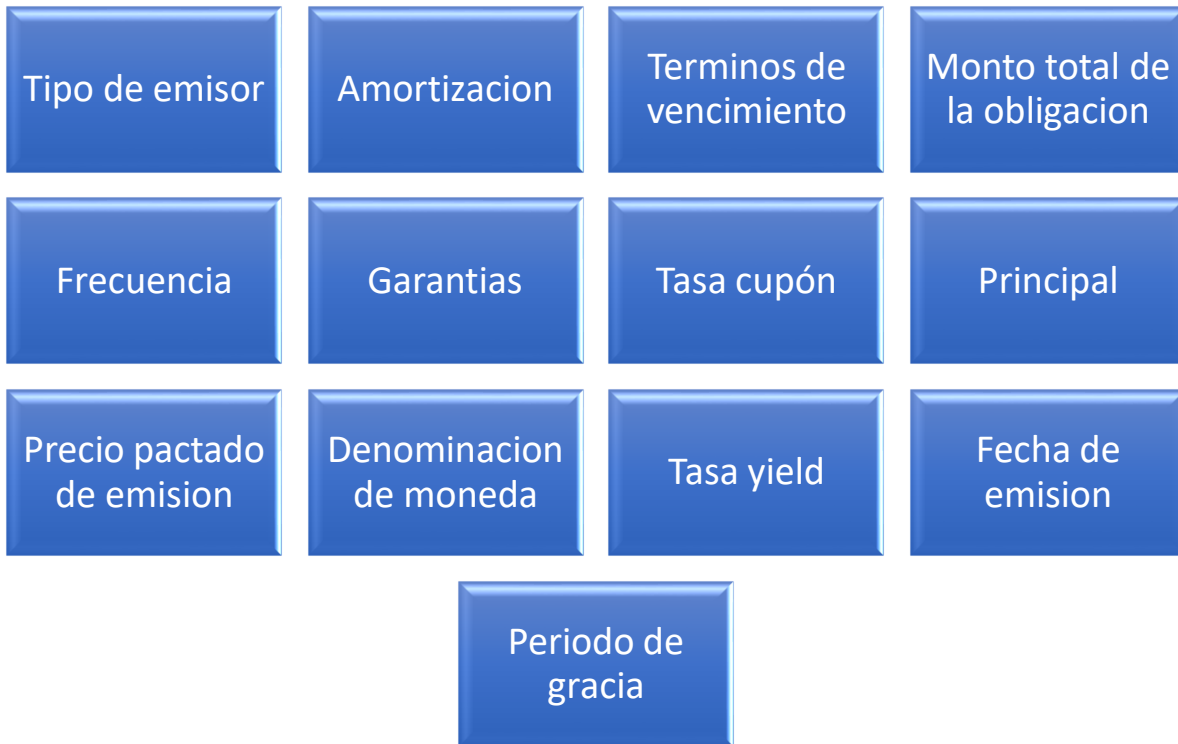 Tipo de emisor
Amortizacion
Terminos de
vencimiento
Monto total de
la obligacion
Frecuencia
Garantias
Tasa cupón
Principal
Precio pactado
de emision
Denominacion
de moneda
Tasa yield
Fecha de
emision
Periodo de
gracia